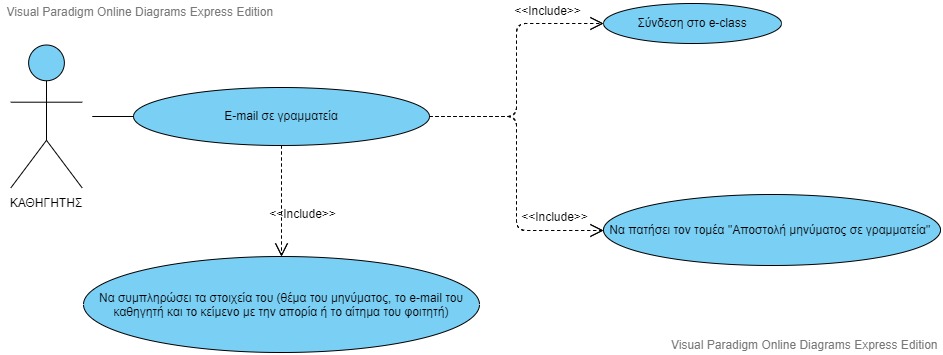 Visual Paradigm Online Diagrams Express Edition
<<Include>>
Σύνδεση στο e-class
E-mail σε γραμματεία
ΚΑΘΗΓΗΤΗΣ
<<Include>>
<<Include>>
Να πατήσει τον τομέα "Αποστολή μηνύματος σε γραμματεία"
Να συμπληρώσει τα στοιχεία του (θέμα του μηνύματος, το e-mail του
καθηγητή και το κείμενο με την απορία ή το αίτημα του φοιτητή)
Visual Paradigm Online Diagrams Express Edition